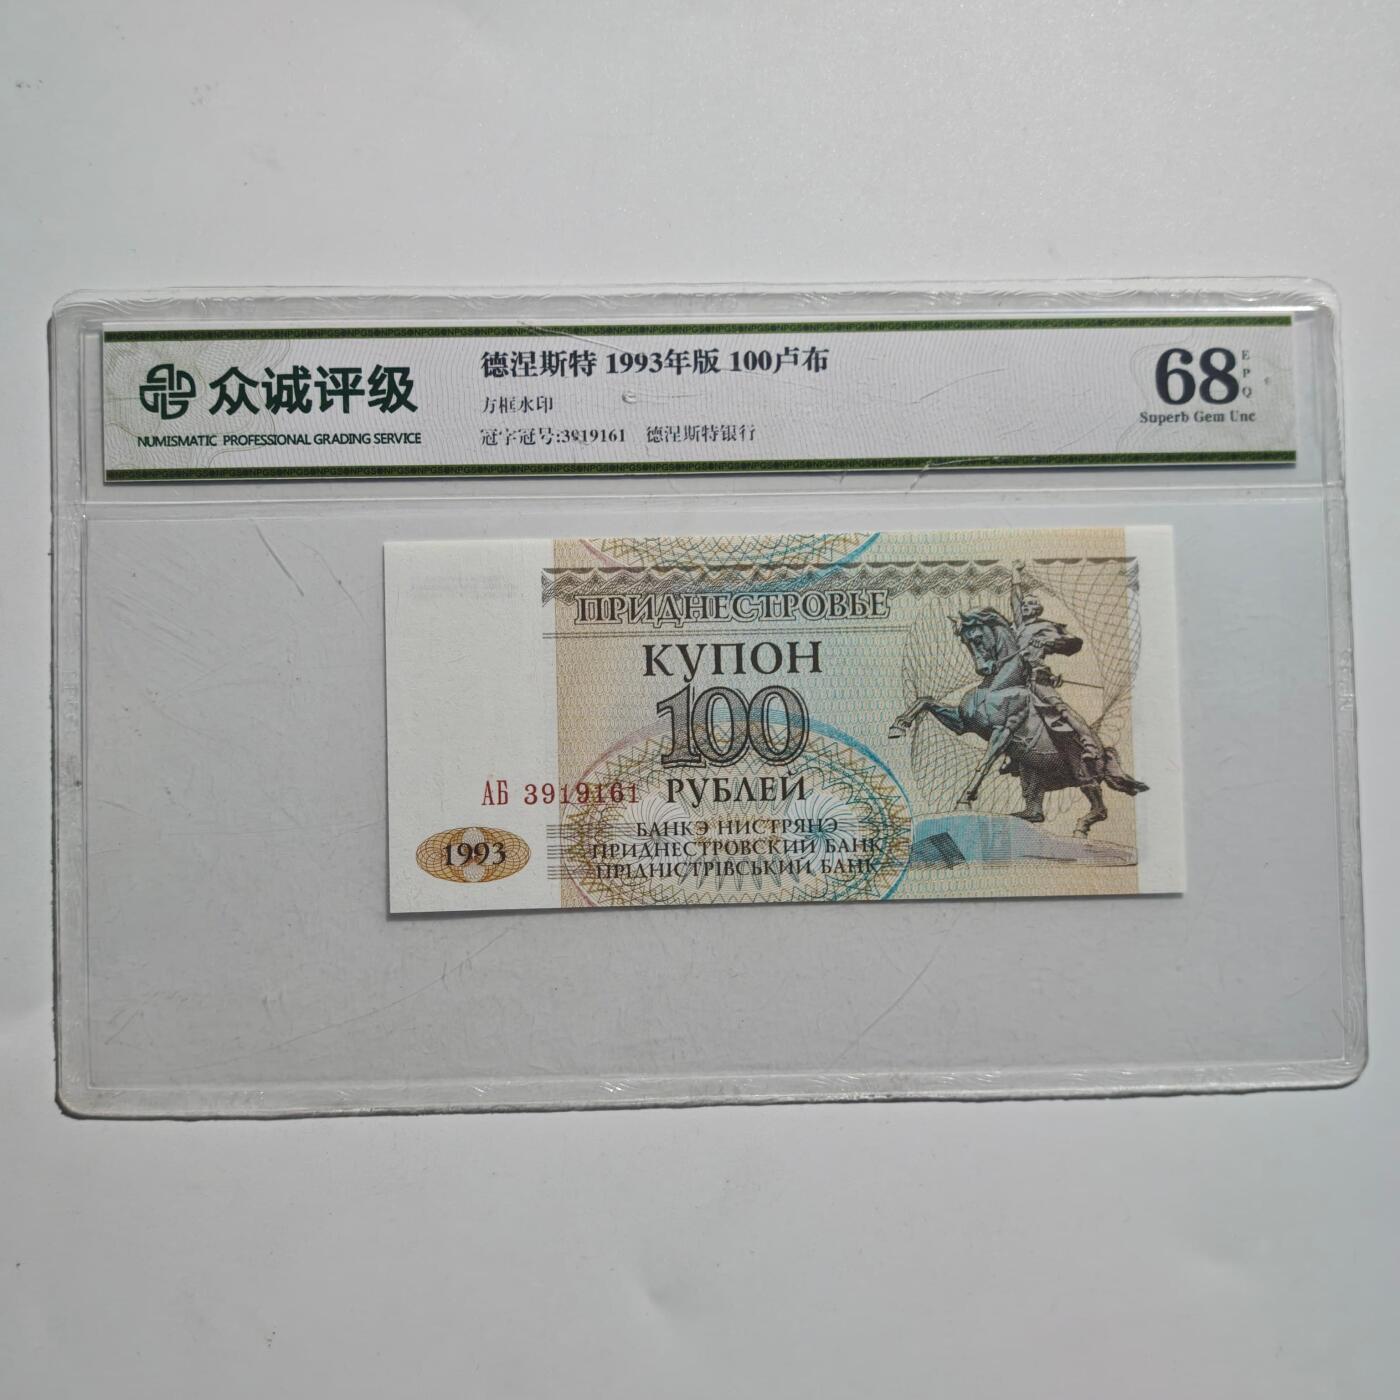 众诚评级
NUMISMATIC PROFESSIONAL GRADING SERVICE
德涅斯特 1993年版 100卢布
方框水印
冠字冠号:3919161 德涅斯特银行
68 EPQ
Superb Gem Unc
ПРИДНЕСТРОВЬЕ
КУПОН
100
РУБЛЕЙ
АБ 3919161
БАНКЭ НИСТРЯНЭ
ПРИДНЕСТРОВСКИЙ БАНК
ПРІДНІСТРІВСЬКИЙ БАНК
1993